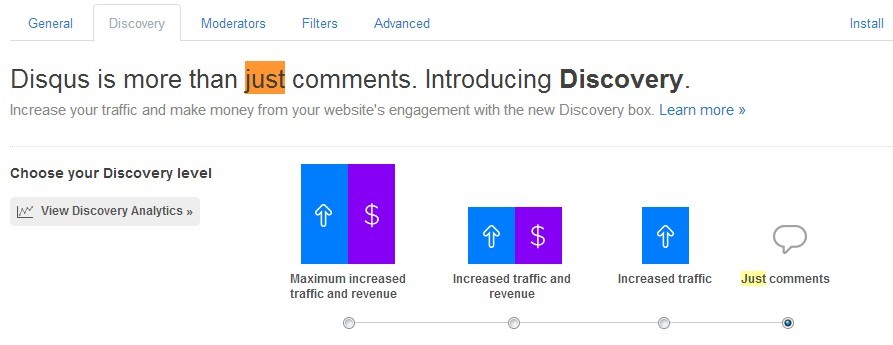 General Discovery Moderators Filters Advanced Install
Disqus is more than just comments. Introducing Discovery.
Increase your traffic and make money from your website's engagement with the new Discovery box. Learn more »
Choose your Discovery level
View Discovery Analytics »
$ $
Maximum increased
traffic and revenue
Increased traffic and
revenue
Increased traffic
Just comments